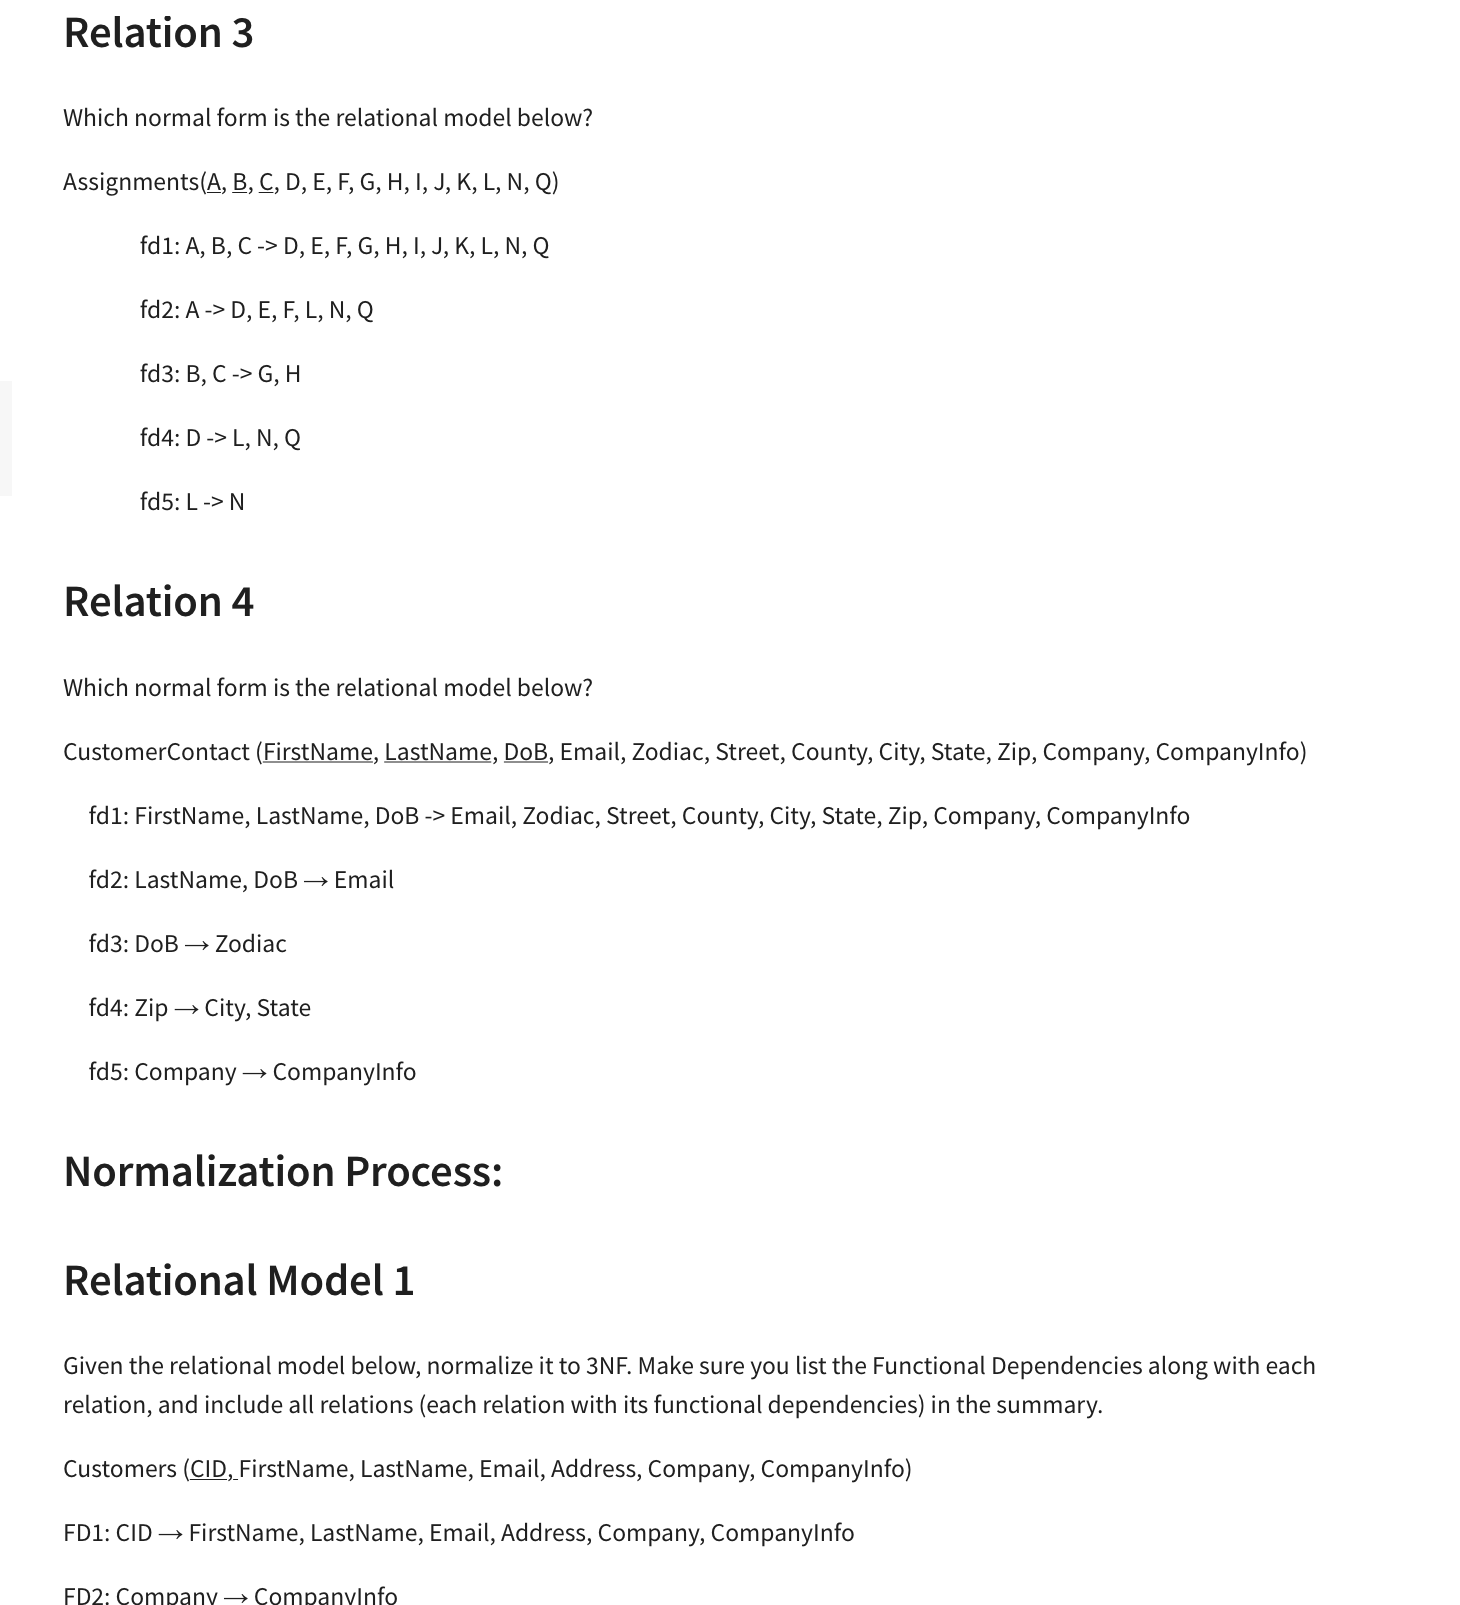 Relation 3
Which normal form is the relational model below?
Assignments(A, B, C, D, E, F, G, H, I, J, K, L, N, Q)
fd1: A, B, C -> D, E, F, G, H, I, J, K, L, N, Q
fd2: A -> D, E, F, L, N, Q
fd3: B, C -> G, H
fd4: D -> L, N, Q
fd5: L -> N
Relation 4
Which normal form is the relational model below?
CustomerContact (FirstName, LastName, DoB, Email, Zodiac, Street, County, City, State, Zip, Company, CompanyInfo)
fd1: FirstName, LastName, DoB -> Email, Zodiac, Street, County, City, State, Zip, Company, CompanyInfo
fd2: LastName, DoB → Email
fd3: DoB → Zodiac
fd4: Zip → City, State
fd5: Company → CompanyInfo
Normalization Process:
Relational Model 1
Given the relational model below, normalize it to 3NF. Make sure you list the Functional Dependencies along with each
relation, and include all relations (each relation with its functional dependencies) in the summary.
Customers (CID, FirstName, LastName, Email, Address, Company, CompanyInfo)
FD1: CID → FirstName, LastName, Email, Address, Company, CompanyInfo
FD2: Company → CompanyInfo